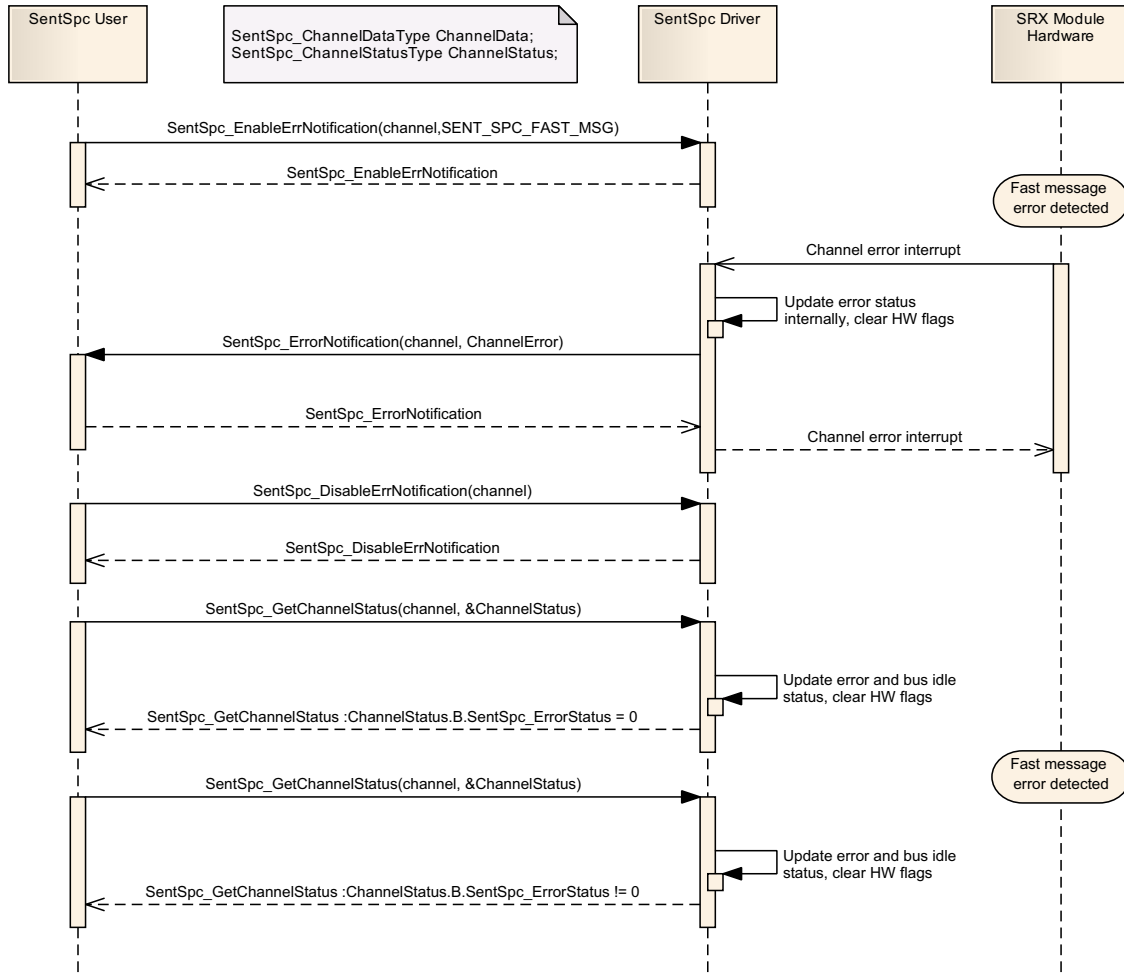 SentSpc User
SentSpc_ChannelDataType ChannelData;
SentSpc_ChannelStatusType ChannelStatus;
SentSpc Driver
SRX Module
Hardware
SentSpc_EnableErrNotification(channel,SENT_SPC_FAST_MSG)
SentSpc_EnableErrNotification
Fast message
error detected
Channel error interrupt
Update error status
internally, clear HW flags
SentSpc_ErrorNotification(channel, ChannelError)
SentSpc_ErrorNotification
Channel error interrupt
SentSpc_DisableErrNotification(channel)
SentSpc_DisableErrNotification
SentSpc_GetChannelStatus(channel, &ChannelStatus)
Update error and bus idle
status, clear HW flags
SentSpc_GetChannelStatus :ChannelStatus.B.SentSpc_ErrorStatus = 0
Fast message
error detected
SentSpc_GetChannelStatus(channel, &ChannelStatus)
Update error and bus idle
status, clear HW flags
SentSpc_GetChannelStatus :ChannelStatus.B.SentSpc_ErrorStatus != 0